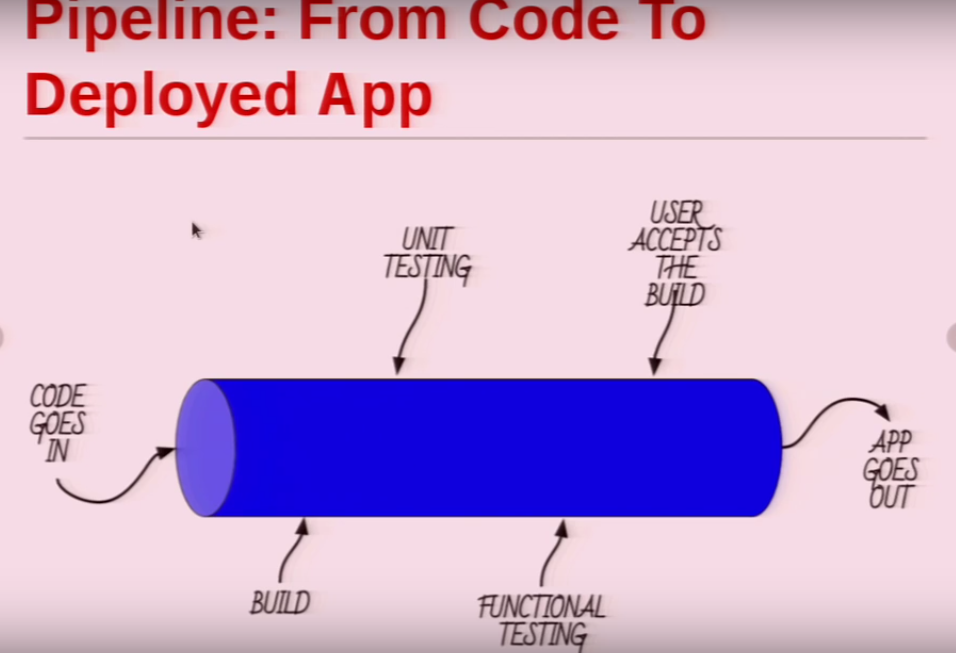 Pipeline: From Code To
Deployed App
UNIT
TESTING
USER
ACCEPTS
THE
BUILD
CODE
GOES
IN
APP
GOES
OUT
BUILD
FUNCTIONAL
TESTING